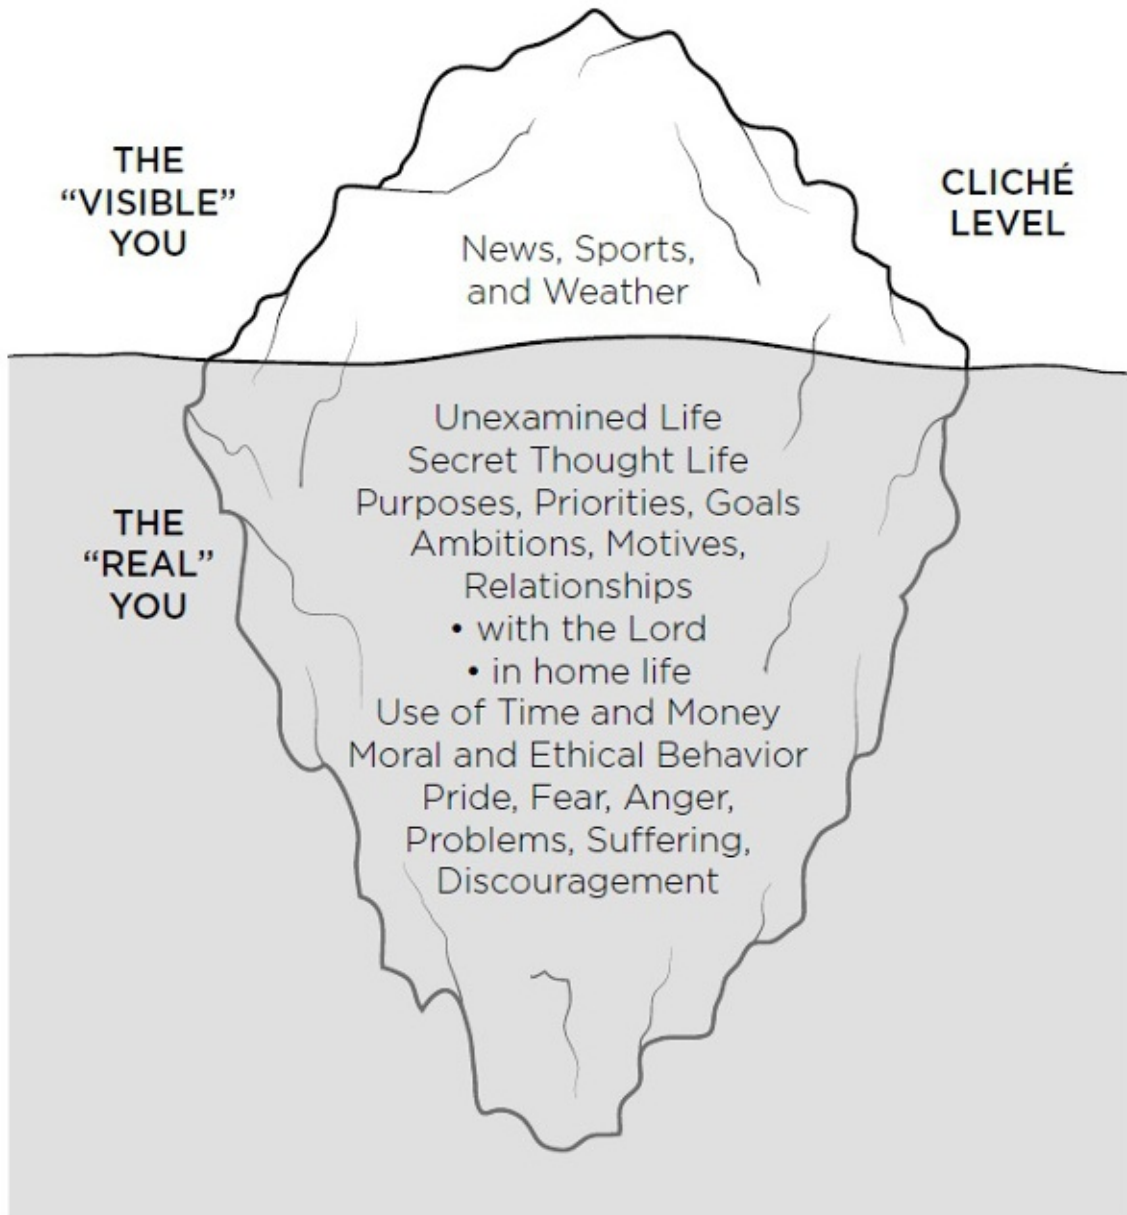 THE
“VISIBLE”
YOU
CLICHÉ
LEVEL
News, Sports,
and Weather
Unexamined Life
Secret Thought Life
Purposes, Priorities, Goals
Ambitions, Motives,
Relationships
• with the Lord
• in home life
Use of Time and Money
Moral and Ethical Behavior
Pride, Fear, Anger,
Problems, Suffering,
Discouragement
THE
“REAL”
YOU